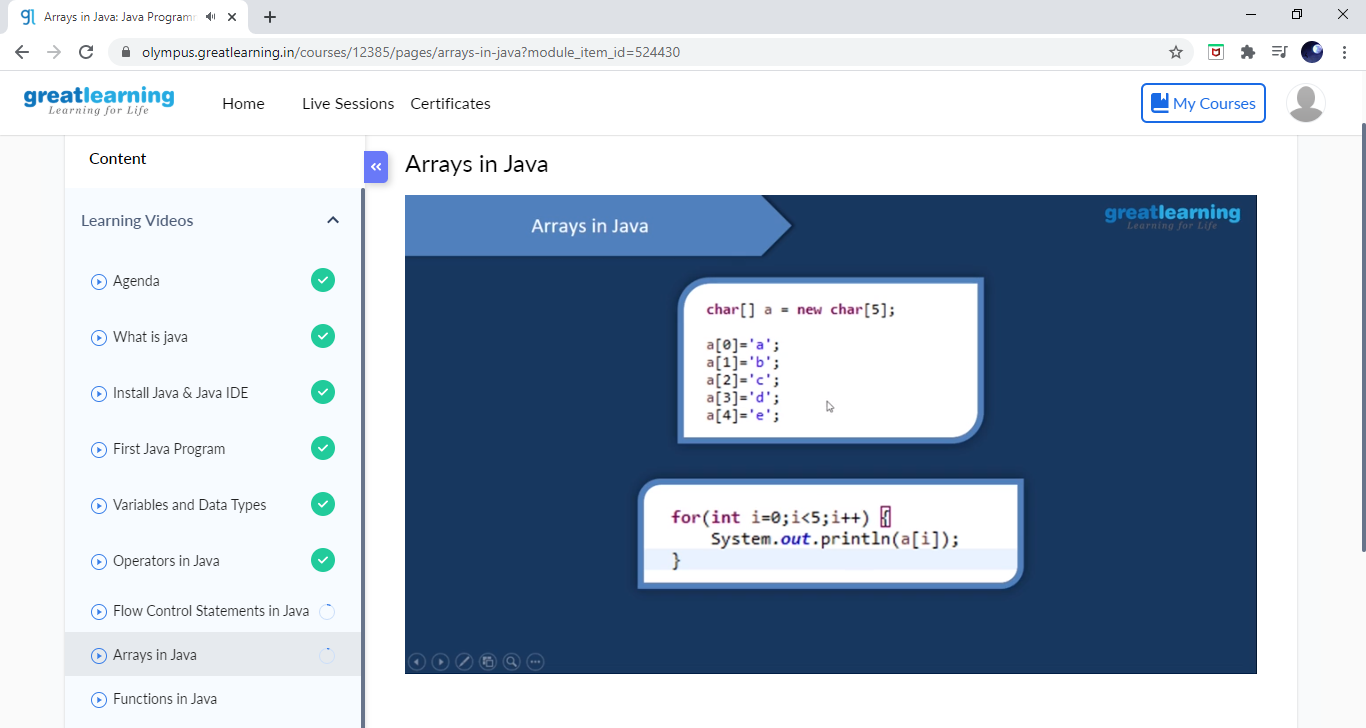 Arrays in Java: Java Programm
olympus.greatlearning.in/courses/12385/pages/arrays-in-java?module_item_id=524430
greatlearning
Learning for Life
Home
Live Sessions
Certificates
My Courses
Content
Learning Videos
Agenda
What is java
Install Java & Java IDE
First Java Program
Variables and Data Types
Operators in Java
Flow Control Statements in Java
Arrays in Java
Functions in Java
Arrays in Java
Arrays in Java
greatlearning
Learning for Life
char[] a = new char[5];
a[0]='a';
a[1]='b';
a[2]='c';
a[3]='d';
a[4]='e';
for(int i=0;i<5;i++) {
System.out.println(a[i]);
}